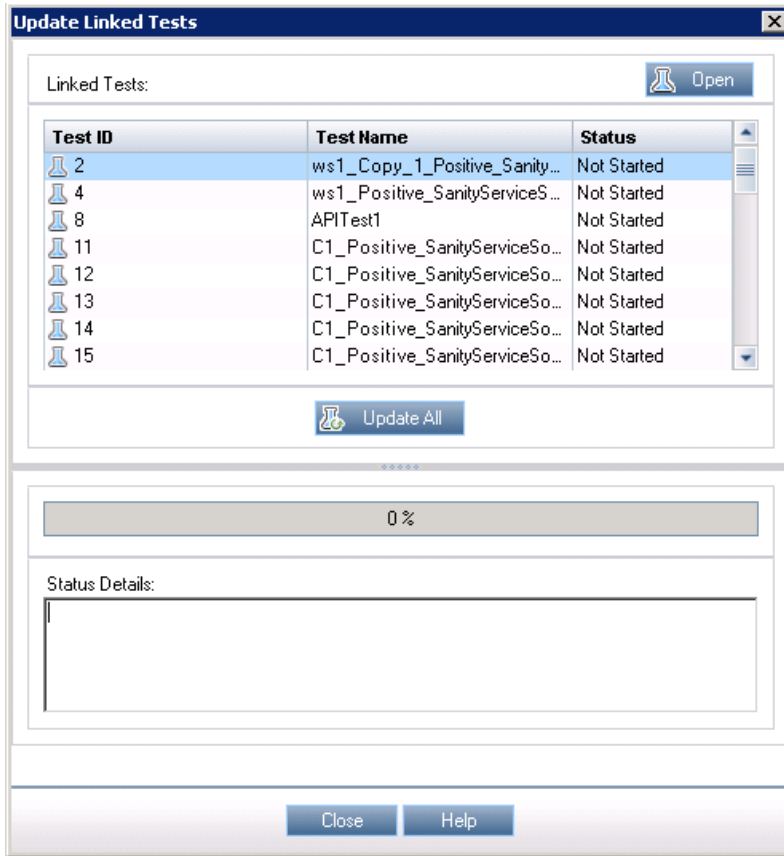 Update Linked Tests
Linked Tests:
Open
Test ID Test Name Status
2 ws1_Copy_1_Positive_Sanity... Not Started
4 ws1_Positive_SanityServiceS... Not Started
8 APITest1 Not Started
11 C1_Positive_SanityServiceSo... Not Started
12 C1_Positive_SanityServiceSo... Not Started
13 C1_Positive_SanityServiceSo... Not Started
14 C1_Positive_SanityServiceSo... Not Started
15 C1_Positive_SanityServiceSo... Not Started
Update All
0 %
Status Details:
Close Help